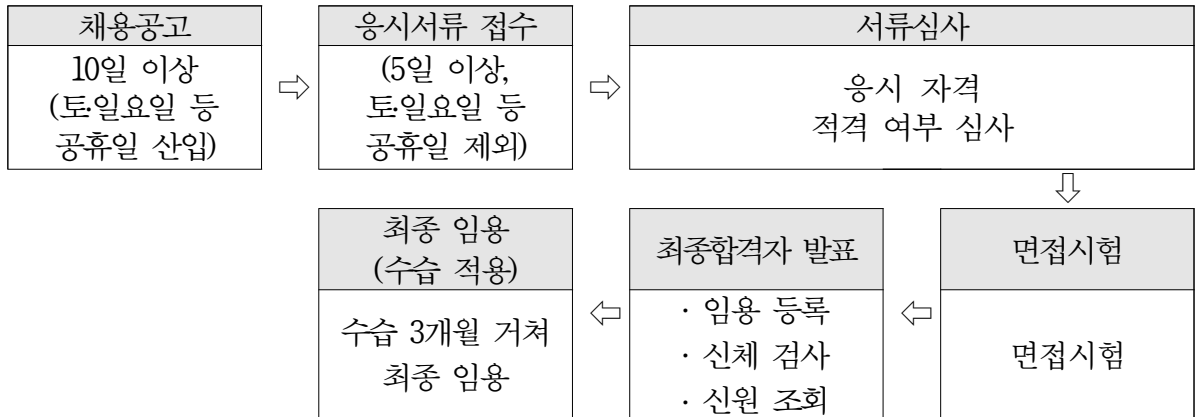 채용공고
10일 이상
(토·일요일 등
공휴일 산입)
⇨
응시서류 접수
(5일 이상,
토·일요일 등
공휴일 제외)
⇨
서류심사
응시 자격
적격 여부 심사
⇩
면접시험
면접시험
⇦
최종합격자 발표
· 임용 등록
· 신체 검사
· 신원 조회
⇦
최종 임용
(수습 적용)
수습 3개월 거쳐
최종 임용